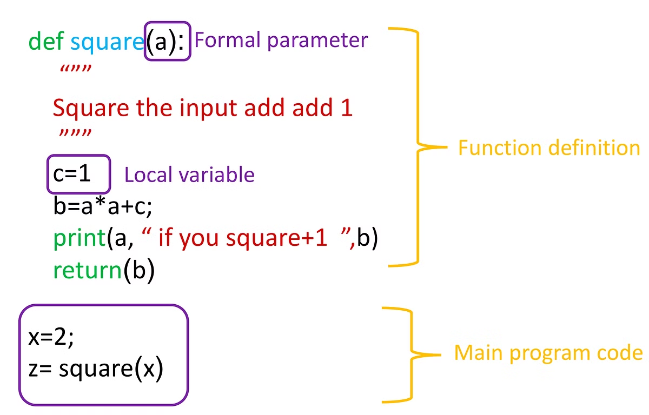 def square(a): Formal parameter
“””
Square the input add add 1
”””
Function definition
c=1 Local variable
b=a*a+c;
print(a, “ if you square+1 ”,b)
return(b)
x=2;
Main program code
z= square(x)